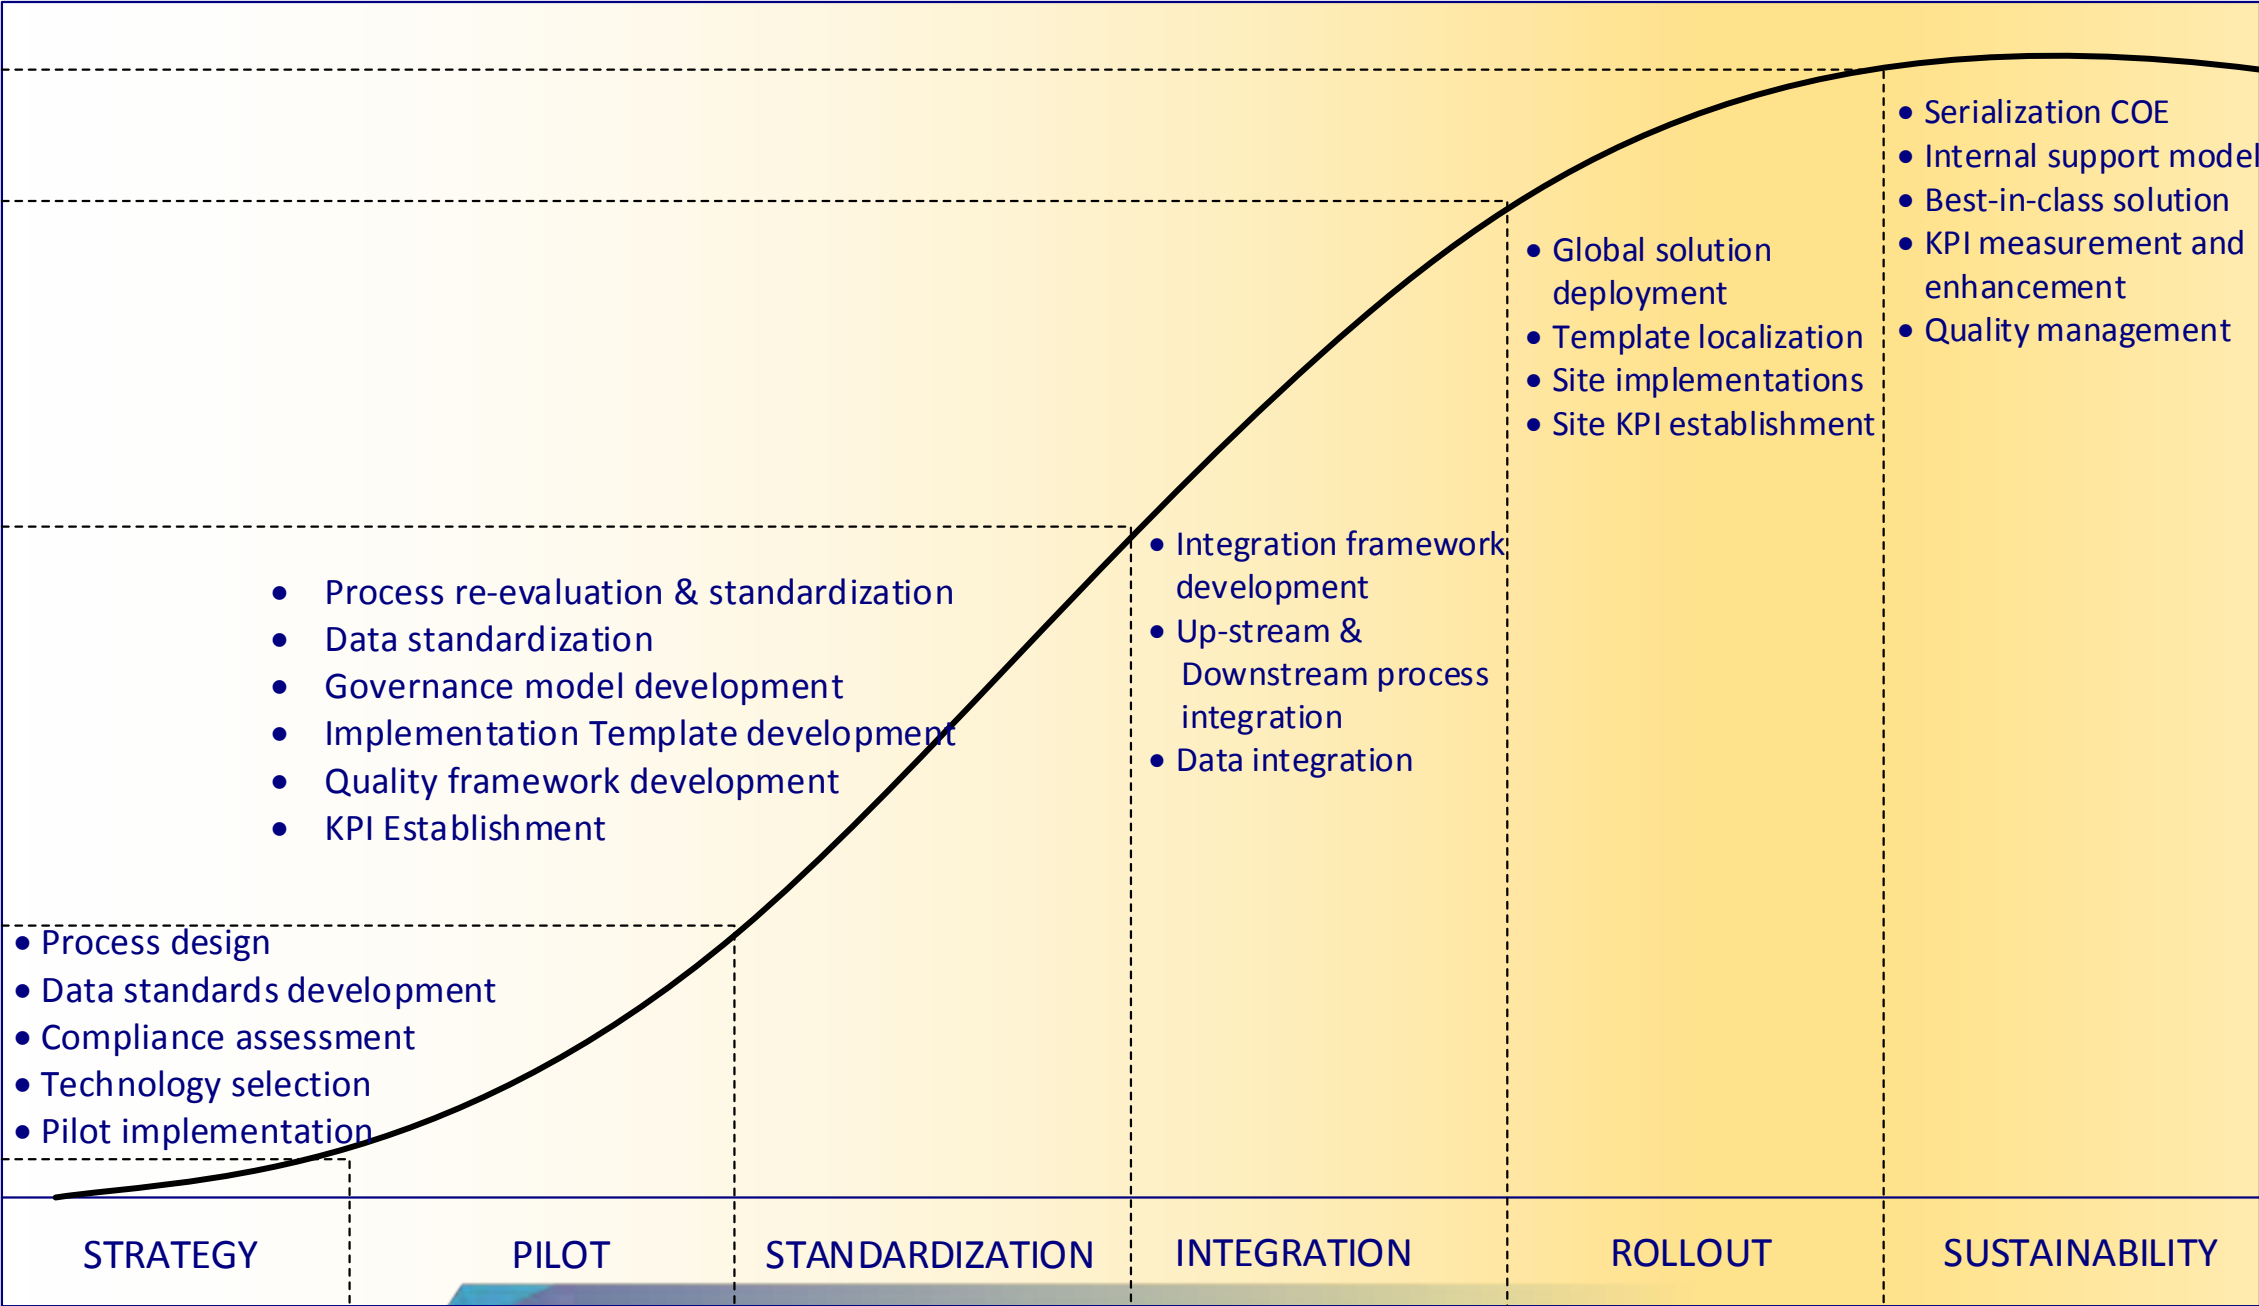 • Serialization COE
• Internal support model
• Best-in-class solution
• KPI measurement and
enhancement
• Quality management
• Global solution
deployment
• Template localization
• Site implementations
• Site KPI establishment
• Integration framework
development
• Up-stream &
Downstream process
integration
• Data integration
• Process re-evaluation & standardization
• Data standardization
• Governance model development
• Implementation Template development
• Quality framework development
• KPI Establishment
• Process design
• Data standards development
• Compliance assessment
• Technology selection
• Pilot implementation
STRATEGY
PILOT
STANDARDIZATION
INTEGRATION
ROLLOUT
SUSTAINABILITY